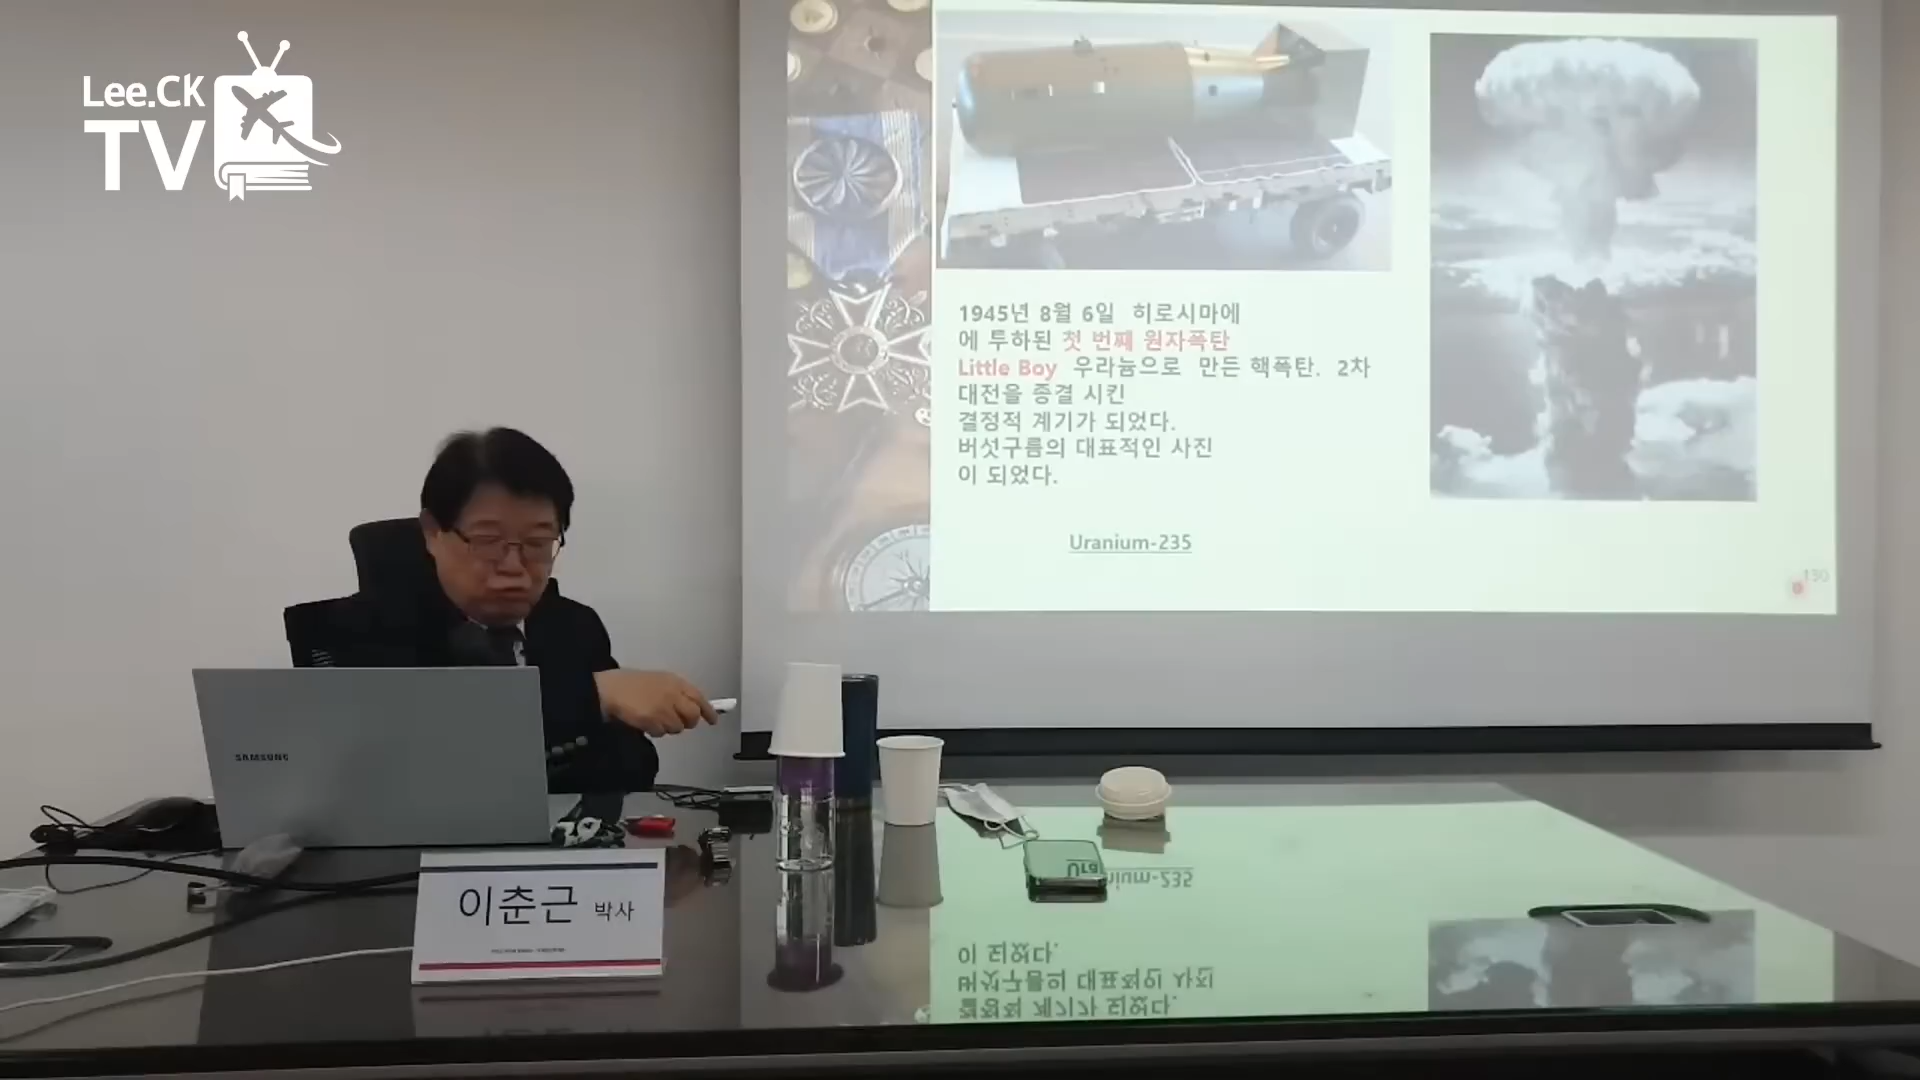 Lee.CK
TV
1945년 8월 6일 히로시마에
에 투하된 첫 번째 원자폭탄
Little Boy 우라늄으로 만든 핵폭탄. 2차
대전을 종결 시킨
결정적 계기가 되었다.
버섯구름의 대표적인 사진
이 되었다.
Uranium-235
130
SAMSUNG
이춘근 박사